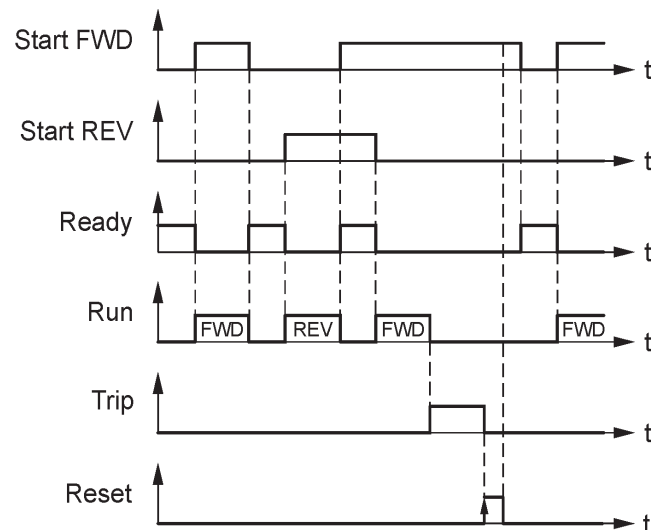 Start FWD
t
Start REV
t
Ready
t
Run
FWD
REV
FWD
FWD
t
Trip
t
Reset
t